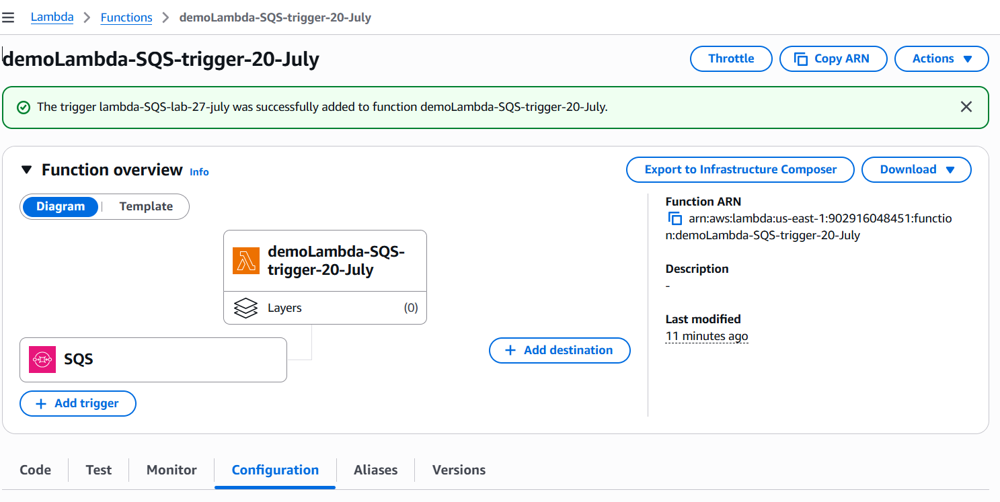 Lambda > Functions > demoLambda-SQS-trigger-20-July
demoLambda-SQS-trigger-20-July
Throttle
Copy ARN
Actions
The trigger lambda-SQS-lab-27-july was successfully added to function demoLambda-SQS-trigger-20-July.
Function overview Info
Export to Infrastructure Composer
Download
Diagram
Template
demoLambda-SQS-
trigger-20-July
Layers (0)
SQS
+ Add trigger
+ Add destination
Function ARN
arn:aws:lambda:us-east-1:902916048451:functio
n:demoLambda-SQS-trigger-20-July
Description
-
Last modified
11 minutes ago
Code
Test
Monitor
Configuration
Aliases
Versions